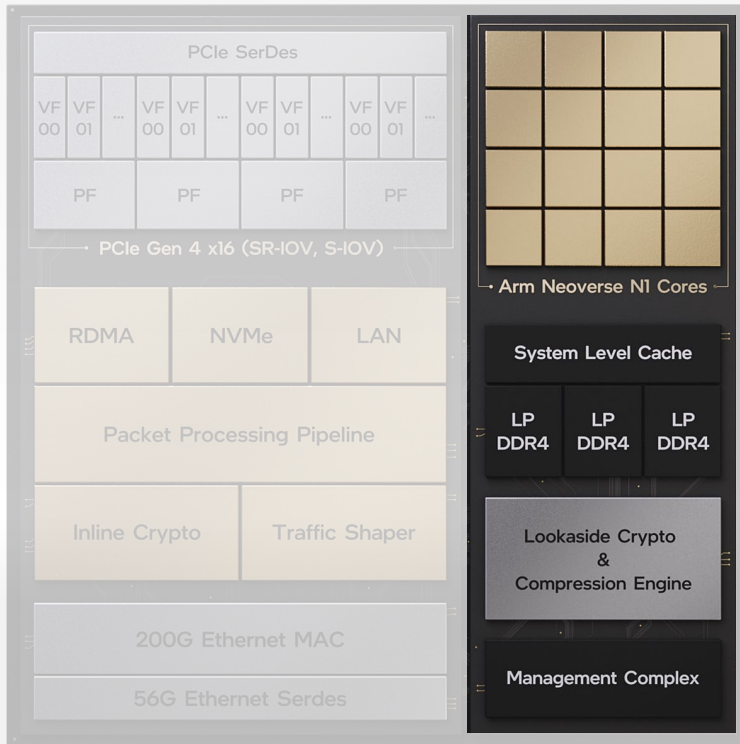 PCIe SerDes
VF 00
VF 01
...
VF 00
VF 01
...
VF 00
VF 01
...
VF 00
VF 01
...
PF
PF
PF
PF
PCIe Gen 4 x16 (SR-IOV, S-IOV)
RDMA
NVMe
LAN
Packet Processing Pipeline
Inline Crypto
Traffic Shaper
200G Ethernet MAC
56G Ethernet Serdes
Arm Neoverse N1 Cores
System Level Cache
LP
DDR4
LP
DDR4
LP
DDR4
Lookaside Crypto
&
Compression Engine
Management Complex